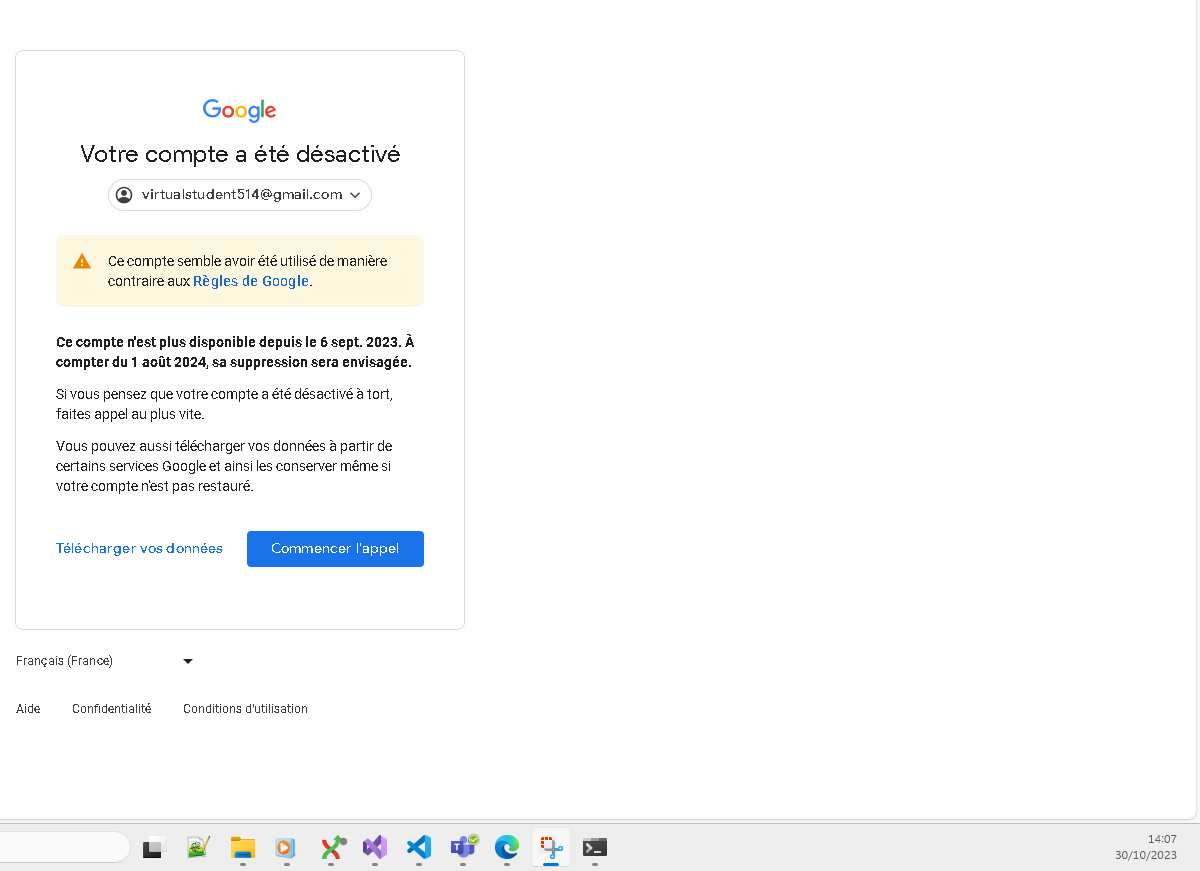 Google
Votre compte a été désactivé
virtualstudent514@gmail.com
Ce compte semble avoir été utilisé de manière
contraire aux Règles de Google.
Ce compte n'est plus disponible depuis le 6 sept. 2023. À
compter du 1 août 2024, sa suppression sera envisagée.
Si vous pensez que votre compte a été désactivé à tort,
faites appel au plus vite.
Vous pouvez aussi télécharger vos données à partir de
certains services Google et ainsi les conserver même si
votre compte n'est pas restauré.
Télécharger vos données Commencer l'appel
Français (France)
Aide Confidentialité Conditions d'utilisation
14:07
30/10/2023